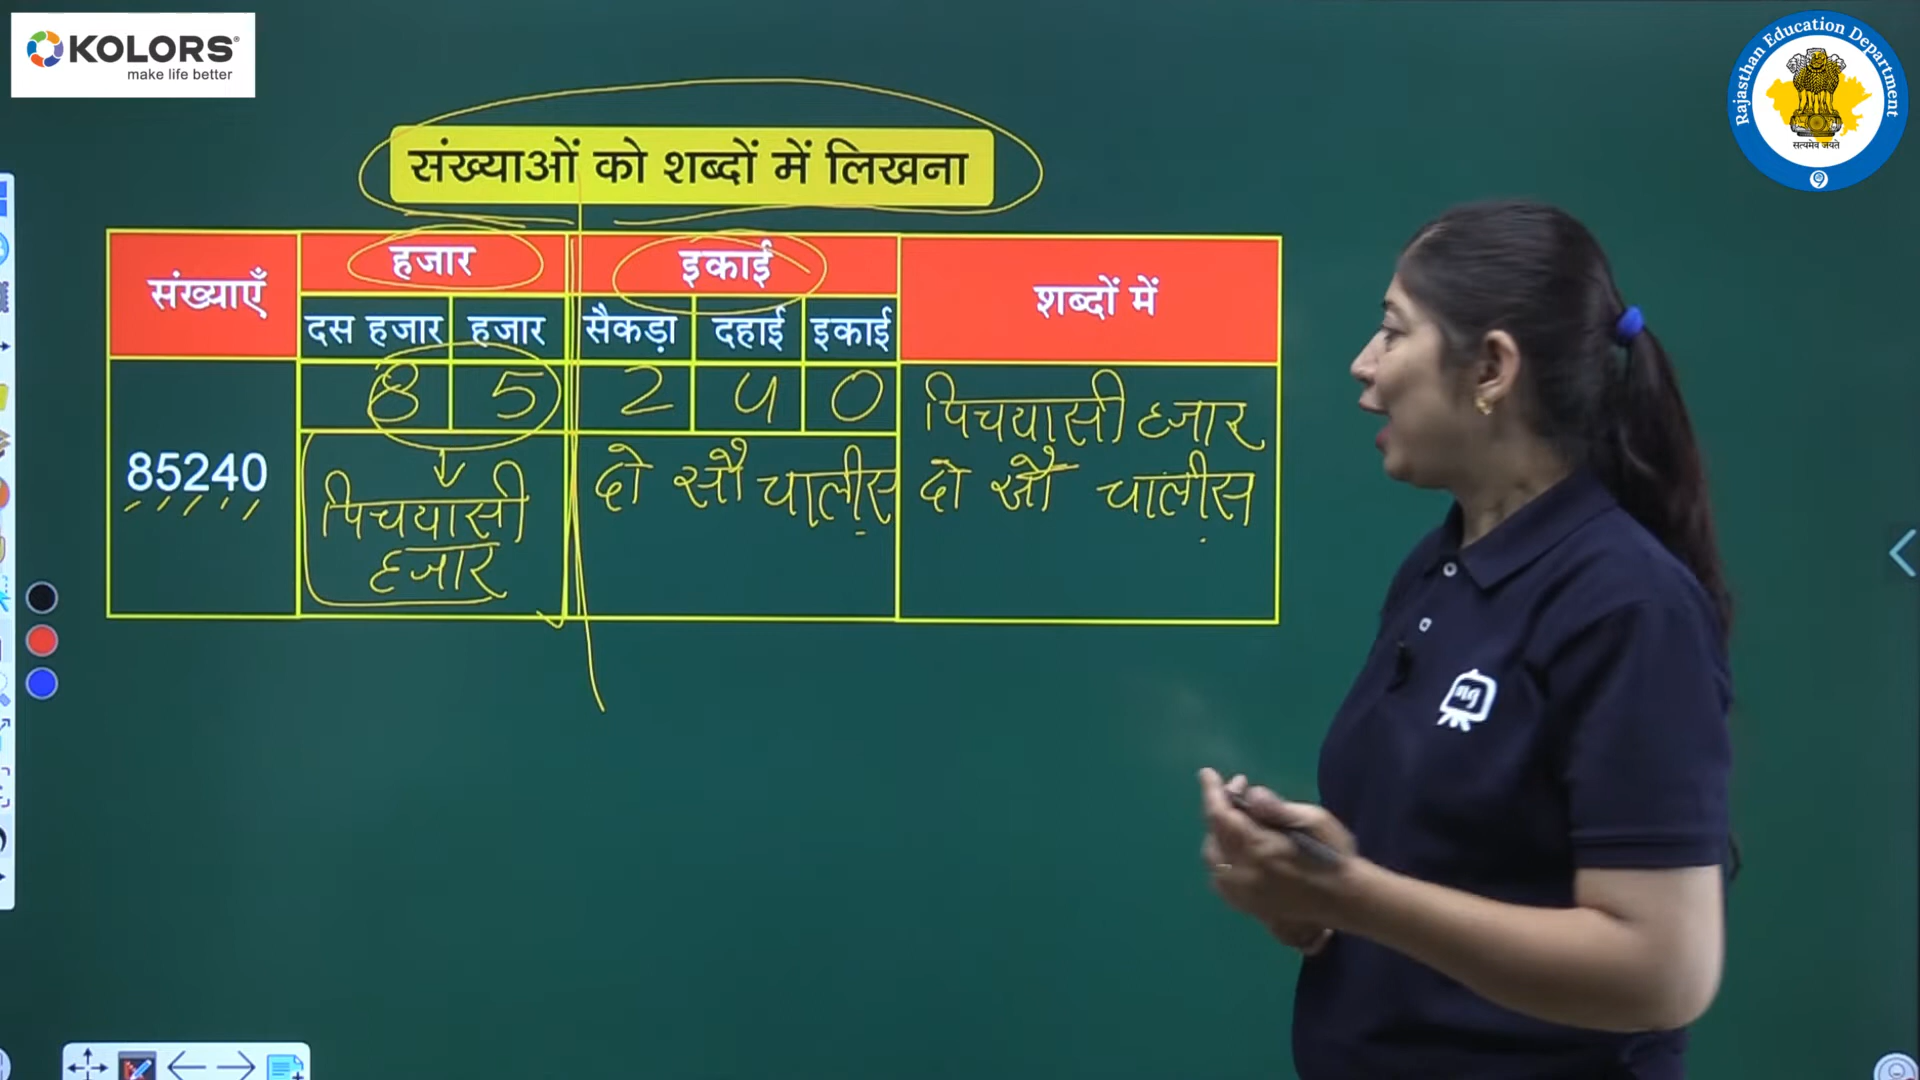 KOLORS
make life better
Rajasthan Education Department
सत्यमेव जयते
संख्याओं को शब्दों में लिखना
संख्याएँ हजार इकाई शब्दों में
दस हजार हजार सैकड़ा दहाई इकाई
8 5 2 4 0
85240
पिचयासी
हजार
दो सौ चालीस
पिचयासी हजार
दो सौ चालीस